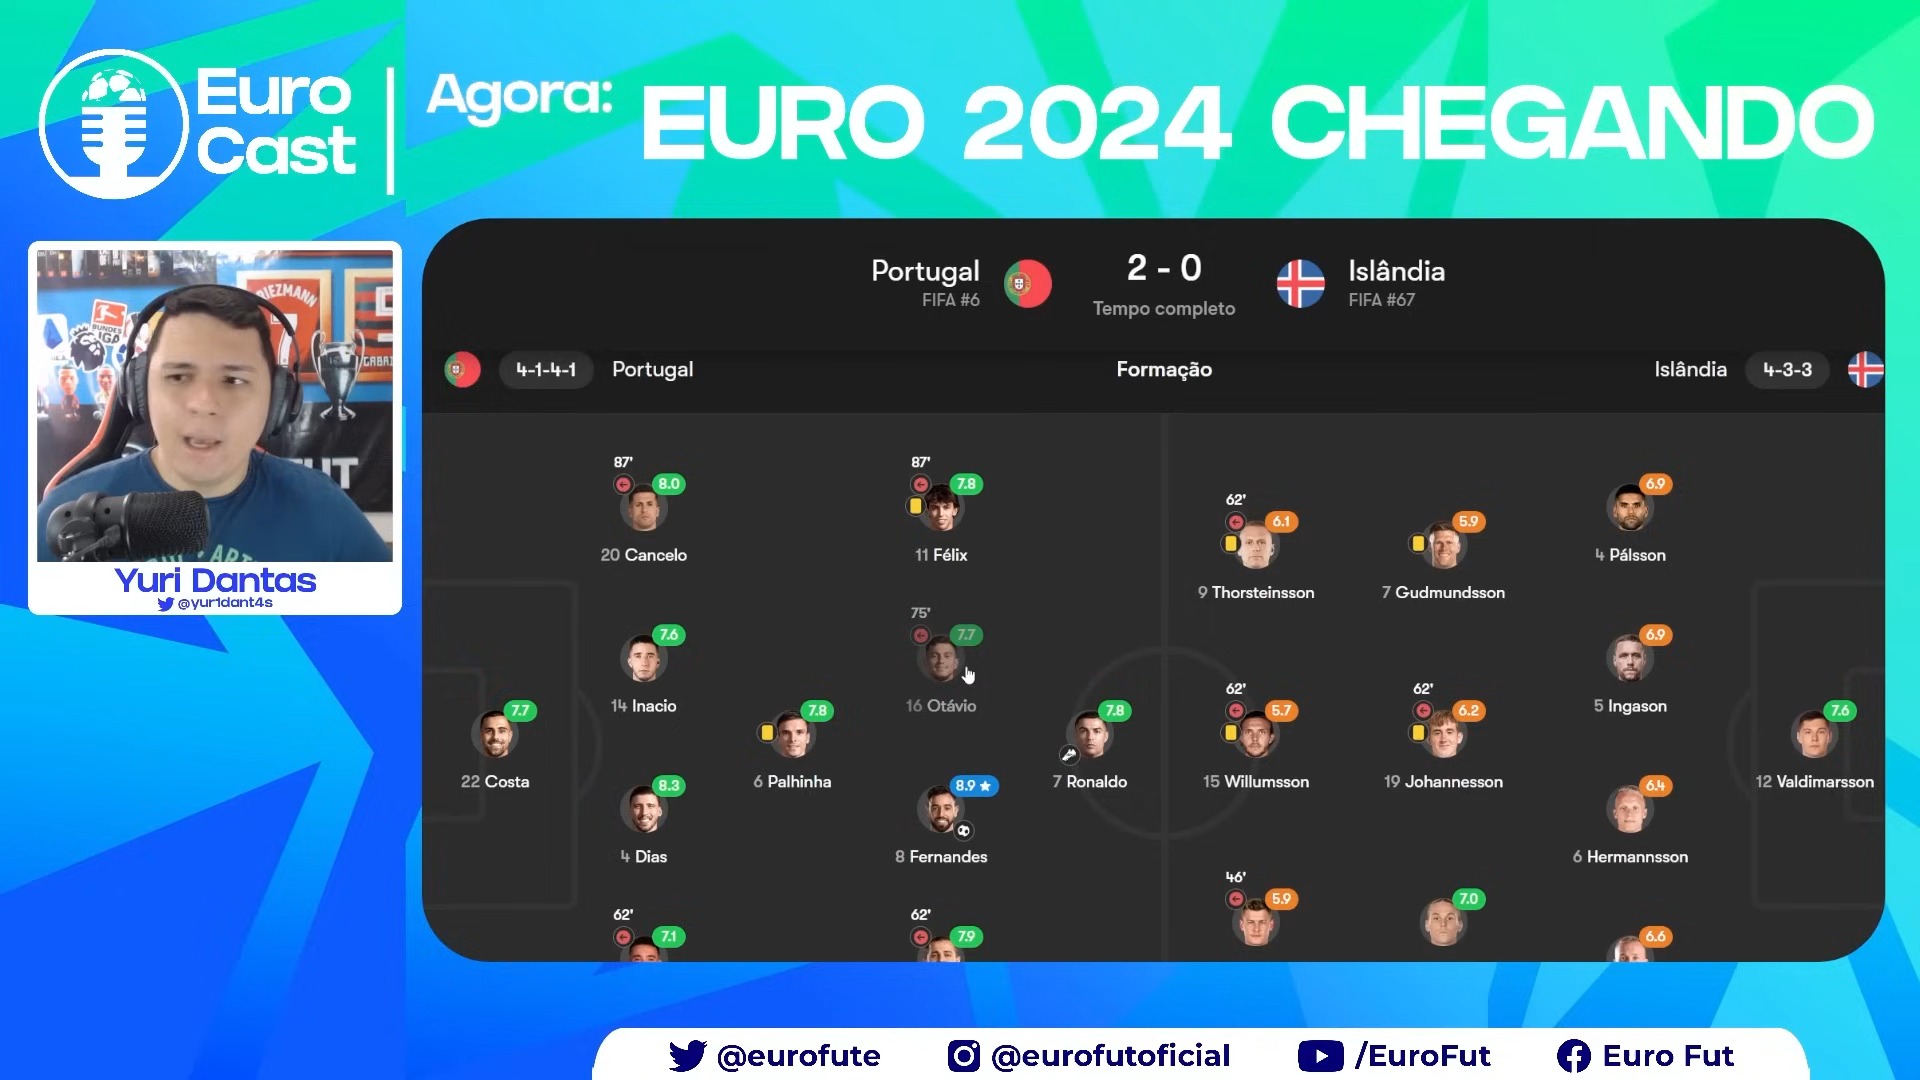 Euro
Cast
Agora: EURO 2024 CHEGANDO
Yuri Dantas
@yur1dant4s
Portugal
FIFA #6
2 - 0
Tempo completo
Islândia
FIFA #67
4-1-4-1 Portugal
Formação
Islândia 4-3-3
87'
8.0
20 Cancelo
87'
7.8
11 Félix
62'
6.1
9 Thorsteinsson
5.9
7 Gudmundsson
6.9
4 Pálsson
7.6
14 Inacio
75'
7.7
16 Otávio
6.9
5 Ingason
7.7
22 Costa
7.8
6 Palhinha
7.8
7 Ronaldo
62'
5.7
15 Willumsson
62'
6.2
19 Johannesson
7.6
12 Valdimarsson
8.3
4 Dias
8.9
8 Fernandes
6.4
6 Hermannsson
62'
7.1
62'
7.9
46'
5.9
7.0
6.6
BUNDES
LIGA
RIEZMANN
7
GABRI
@eurofute
@eurofutoficial
/EuroFut
Euro Fut